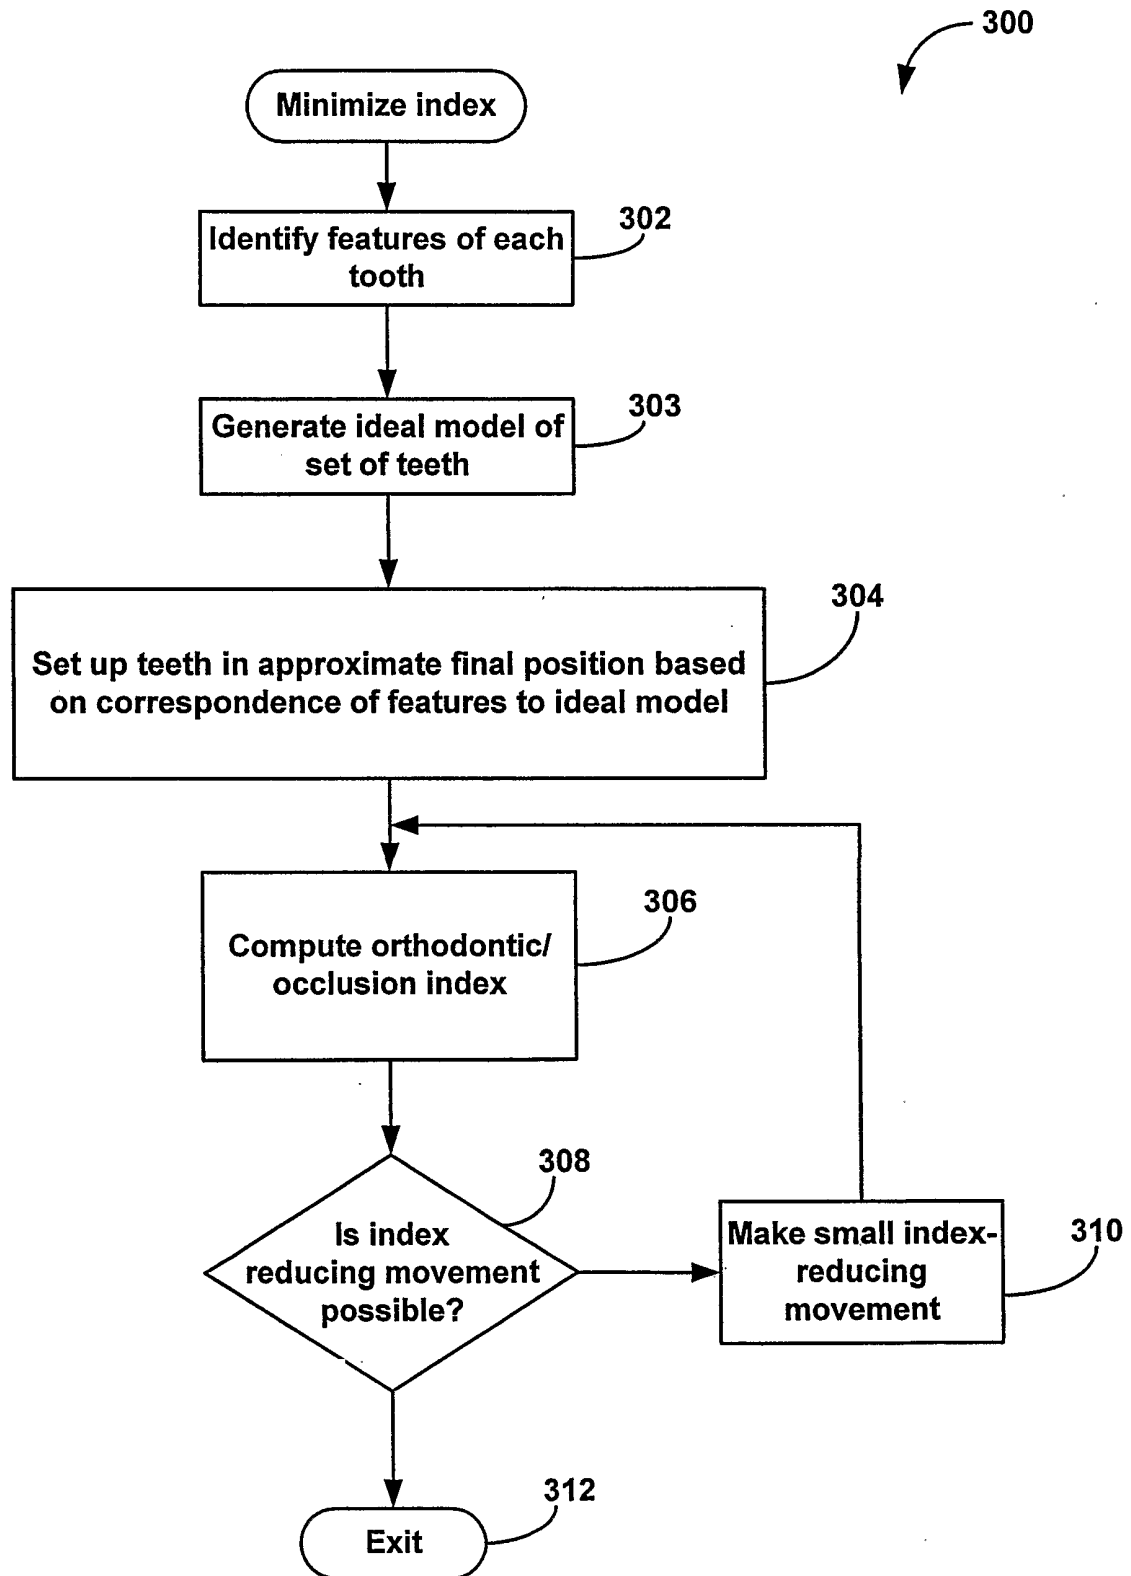 300
Minimize index
302
Identify features of each
tooth
303
Generate ideal model of
set of teeth
304
Set up teeth in approximate final position based
on correspondence of features to ideal model
306
Compute orthodontic/
occlusion index
308
Is index
reducing movement
possible?
310
Make small index-
reducing
movement
312
Exit